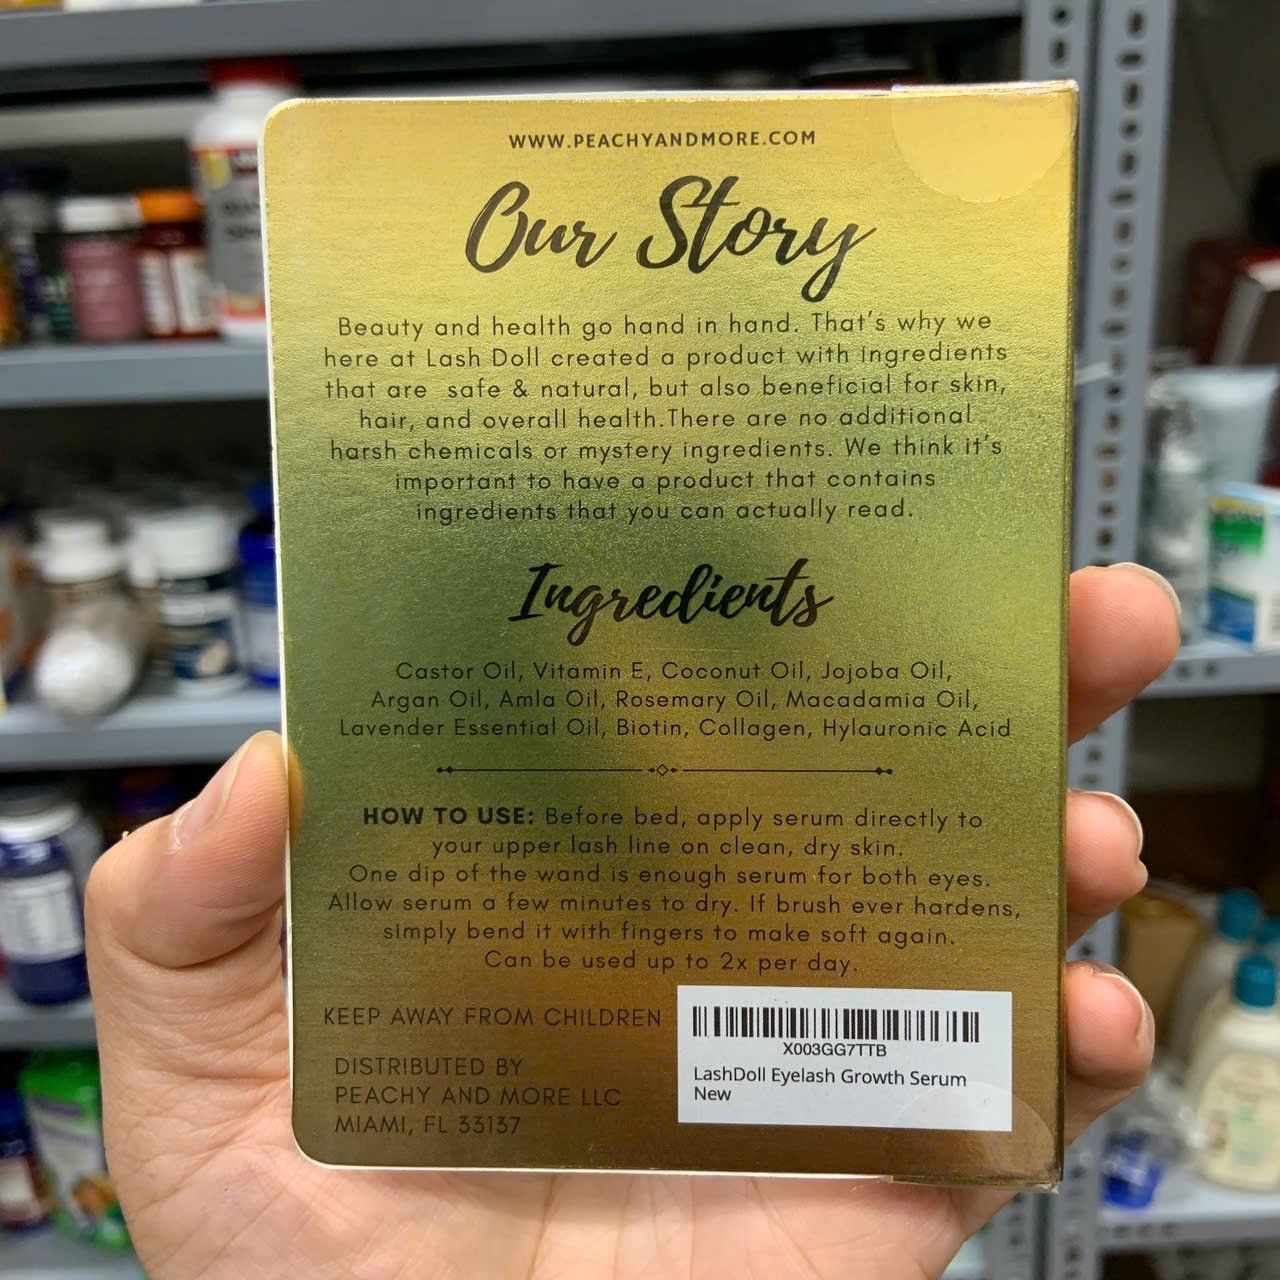 WWW.PEACHYANDMORE.COM
Our Story
Beauty and health go hand in hand. That's why we
here at Lash Doll created a product with ingredients
that are safe & natural, but also beneficial for skin,
hair, and overall health.There are no additional
harsh chemicals or mystery ingredients. We think it's
important to have a product that contains
ingredients that you can actually read.
Ingredients
Castor Oil, Vitamin E, Coconut Oil, Jojoba Oil,
Argan Oil, Amla Oil, Rosemary Oil, Macadamia Oil,
Lavender Essential Oil, Biotin, Collagen, Hylauronic Acid
HOW TO USE: Before bed, apply serum directly to
your upper lash line on clean, dry skin.
One dip of the wand is enough serum for both eyes.
Allow serum a few minutes to dry. If brush ever hardens,
simply bend it with fingers to make soft again.
Can be used up to 2x per day.
KEEP AWAY FROM CHILDREN
DISTRIBUTED BY
PEACHY AND MORE LLC
MIAMI, FL 33137
X003GG7TTB
LashDoll Eyelash Growth Serum
New